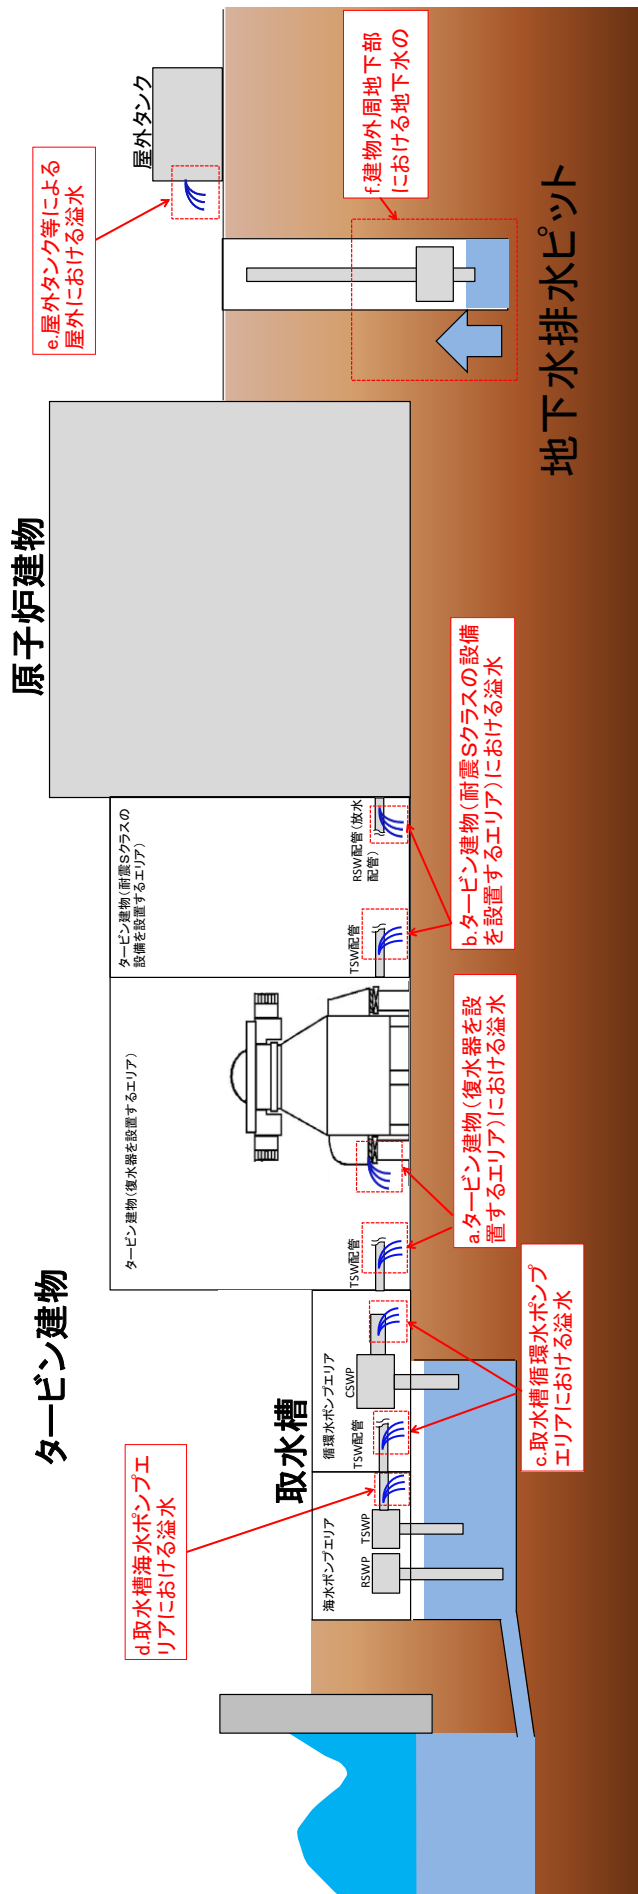 タービン建物
原子炉建物
取水槽
地下水排水ピット
d.取水槽海水ポンプエ
リアにおける溢水
海水ポンプエリア
RSWP
TSWP
循環水ポンプエリア
TSW配管
CSWP
c.取水槽循環水ポンプ
エリアにおける溢水
タービン建物(復水器を設置するエリア)
TSW配管
a.タービン建物(復水器を設
置するエリア)における溢水
タービン建物(耐震Sクラスの
設備を設置するエリア)
TSW配管
RSW配管(放水
配管)
b.タービン建物(耐震Sクラスの設備
を設置するエリア)における溢水
e.屋外タンク等による
屋外における溢水
屋外タンク
f.建物外周地下部
における地下水の